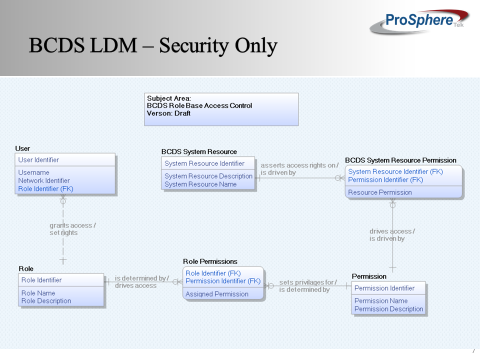 ProSphere
Tek
BCDS LDM – Security Only
Subject Area:
BCDS Role Base Access Control
Verson: Draft
User
User Identifier
Username
Network Identifier
Role Identifier (FK)
BCDS System Resource
System Resource Identifier
System Resource Description
System Resource Name
asserts access rights on /
is driven by
BCDS System Resource Permission
System Resource Identifier (FK)
Permission Identifier (FK)
Resource Permission
grants access /
set rights
drives access /
is driven by
Role
Role Identifier
Role Name
Role Description
is determined by /
drives access
Role Permissions
Role Identifier (FK)
Permission Identifier (FK)
Assigned Permission
sets privilages for /
is determined by
Permission
Permission Identifier
Permission Name
Permission Description